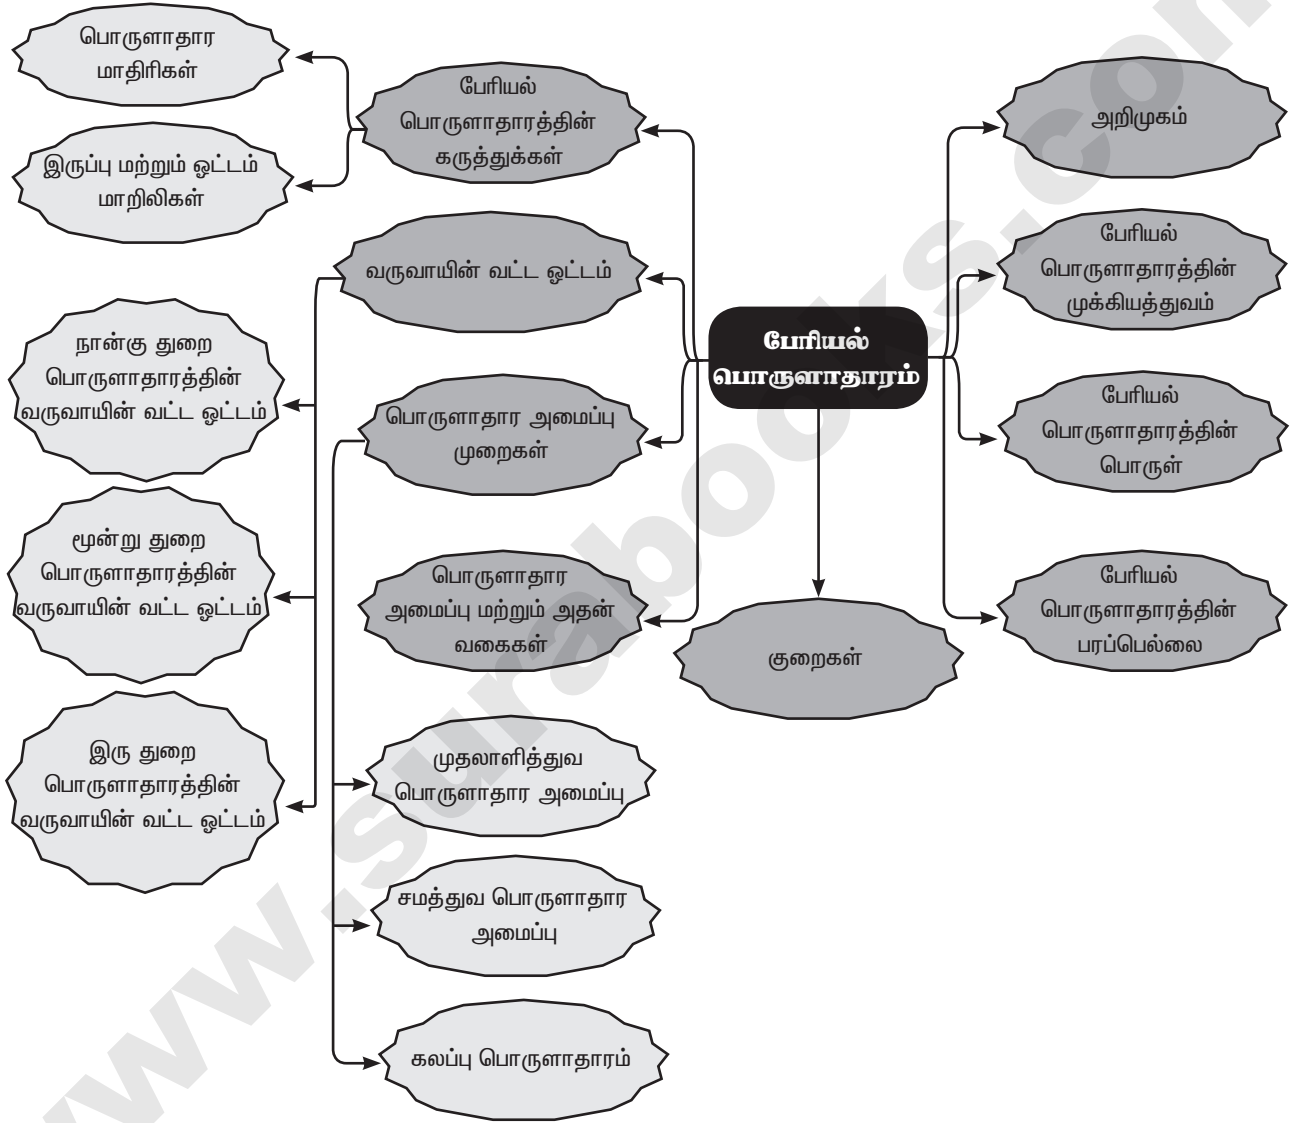 பொருளாதார
மாதிரிகள்
இருப்பு மற்றும் ஓட்டம்
மாறிலிகள்
பேரியல்
பொருளாதாரத்தின்
கருத்துக்கள்
வருவாயின் வட்ட ஓட்டம்
நான்கு துறை
பொருளாதாரத்தின்
வருவாயின் வட்ட ஓட்டம்
மூன்று துறை
பொருளாதாரத்தின்
வருவாயின் வட்ட ஓட்டம்
இரு துறை
பொருளாதாரத்தின்
வருவாயின் வட்ட ஓட்டம்
பொருளாதார அமைப்பு
முறைகள்
பொருளாதார
அமைப்பு மற்றும் அதன்
வகைகள்
முதலாளித்துவ
பொருளாதார அமைப்பு
சமத்துவ பொருளாதார
அமைப்பு
கலப்பு பொருளாதாரம்
பேரியல்
பொருளாதாரம்
குறைகள்
அறிமுகம்
பேரியல்
பொருளாதாரத்தின்
முக்கியத்துவம்
பேரியல்
பொருளாதாரத்தின்
பொருள்
பேரியல்
பொருளாதாரத்தின்
பரப்பெல்லை
www.surabooks.com